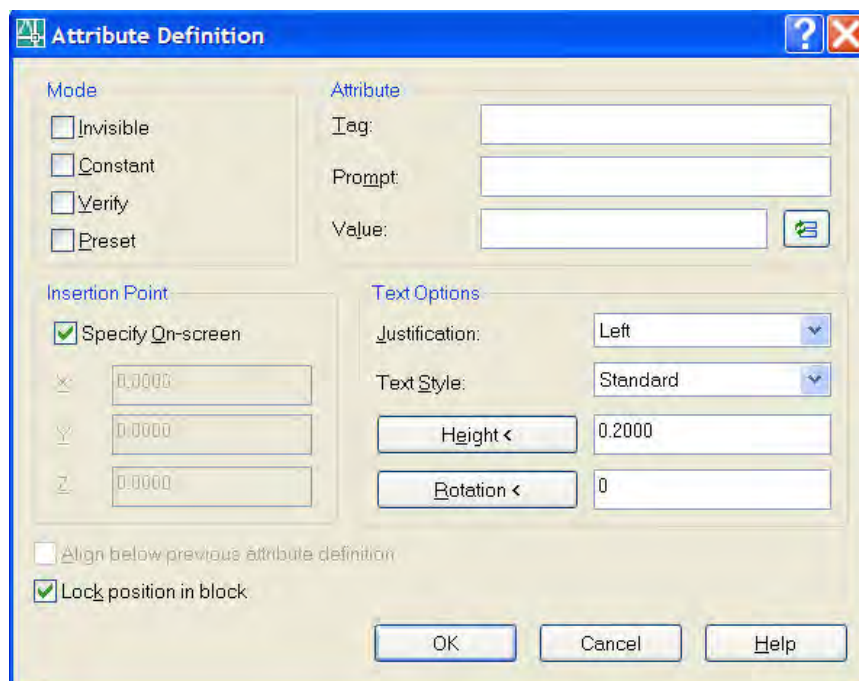 Attribute Definition
Mode
Invisible
Constant
Verify
Preset
Attribute
Tag:
Prompt:
Value:
Insertion Point
Specify On-screen
X: 0.0000
Y: 0.0000
Z: 0.0000
Text Options
Justification: Left
Text Style: Standard
Height < 0.2000
Rotation < 0
Align below previous attribute definition
Lock position in block
OK Cancel Help